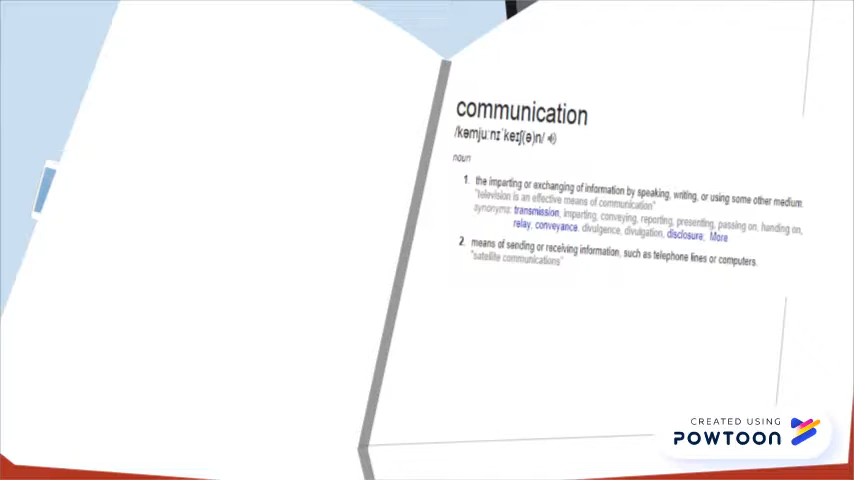 communication
/kəmjuːnɪˈkeɪʃ(ə)n/
noun
1. the imparting or exchanging of information by speaking, writing, or using some other medium.
"television is an effective means of communication"
synonyms: transmission, imparting, conveying, reporting, presenting, passing on, handing on,
relay, conveyance, divulgence, divulgation, disclosure; More
2. means of sending or receiving information, such as telephone lines or computers.
"satellite communications"
CREATED USING
POWTOON